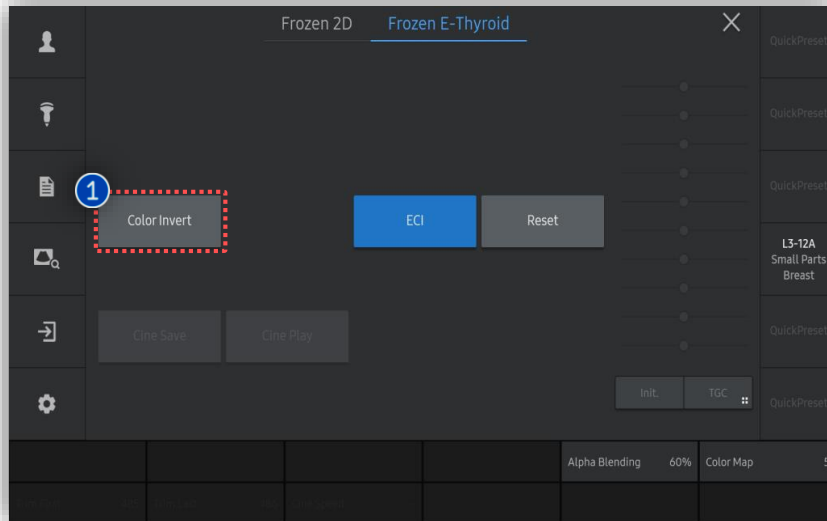 Frozen 2D Frozen E-Thyroid
QuickPreset
QuickPreset
QuickPreset
1
Color Invert ECI Reset
L3-12A
Small Parts
Breast
Cine Save Cine Play
QuickPreset
Init. TGC
QuickPreset
Alpha Blending 60% Color Map 5